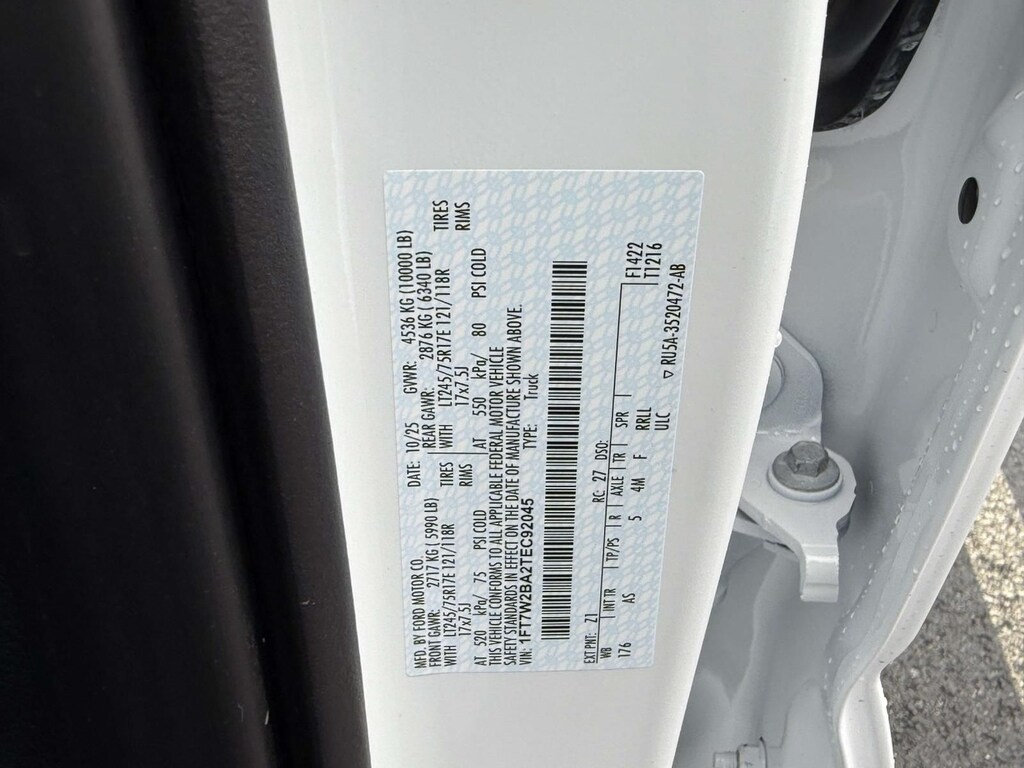 MFD. BY FORD MOTOR CO. DATE: 10/25 GVWR: 4536 KG (10000 LB)
FRONT GAWR: 2717 KG ( 5990 LB) REAR GAWR: 2876 KG ( 6340 LB)
WITH LT245/75R17E 121/118R TIRES WITH LT245/75R17E 121/118R TIRES
17x7.5J RIMS 17x7.5J RIMS
AT 520 kPa/ 75 PSI COLD AT 550 kPa/ 80 PSI COLD
THIS VEHICLE CONFORMS TO ALL APPLICABLE FEDERAL MOTOR VEHICLE
SAFETY STANDARDS IN EFFECT ON THE DATE OF MANUFACTURE SHOWN ABOVE.
VIN: 1FT7W2BA2TEC92045 TYPE: Truck
EXT PNT: Z1 RC: 27 DSO: F1422
WB INT TR TP/PS R AXLE TR SPR T1216
176 AS 5 4M F RRLL
ULC
▽ RU5A-3520472-AB